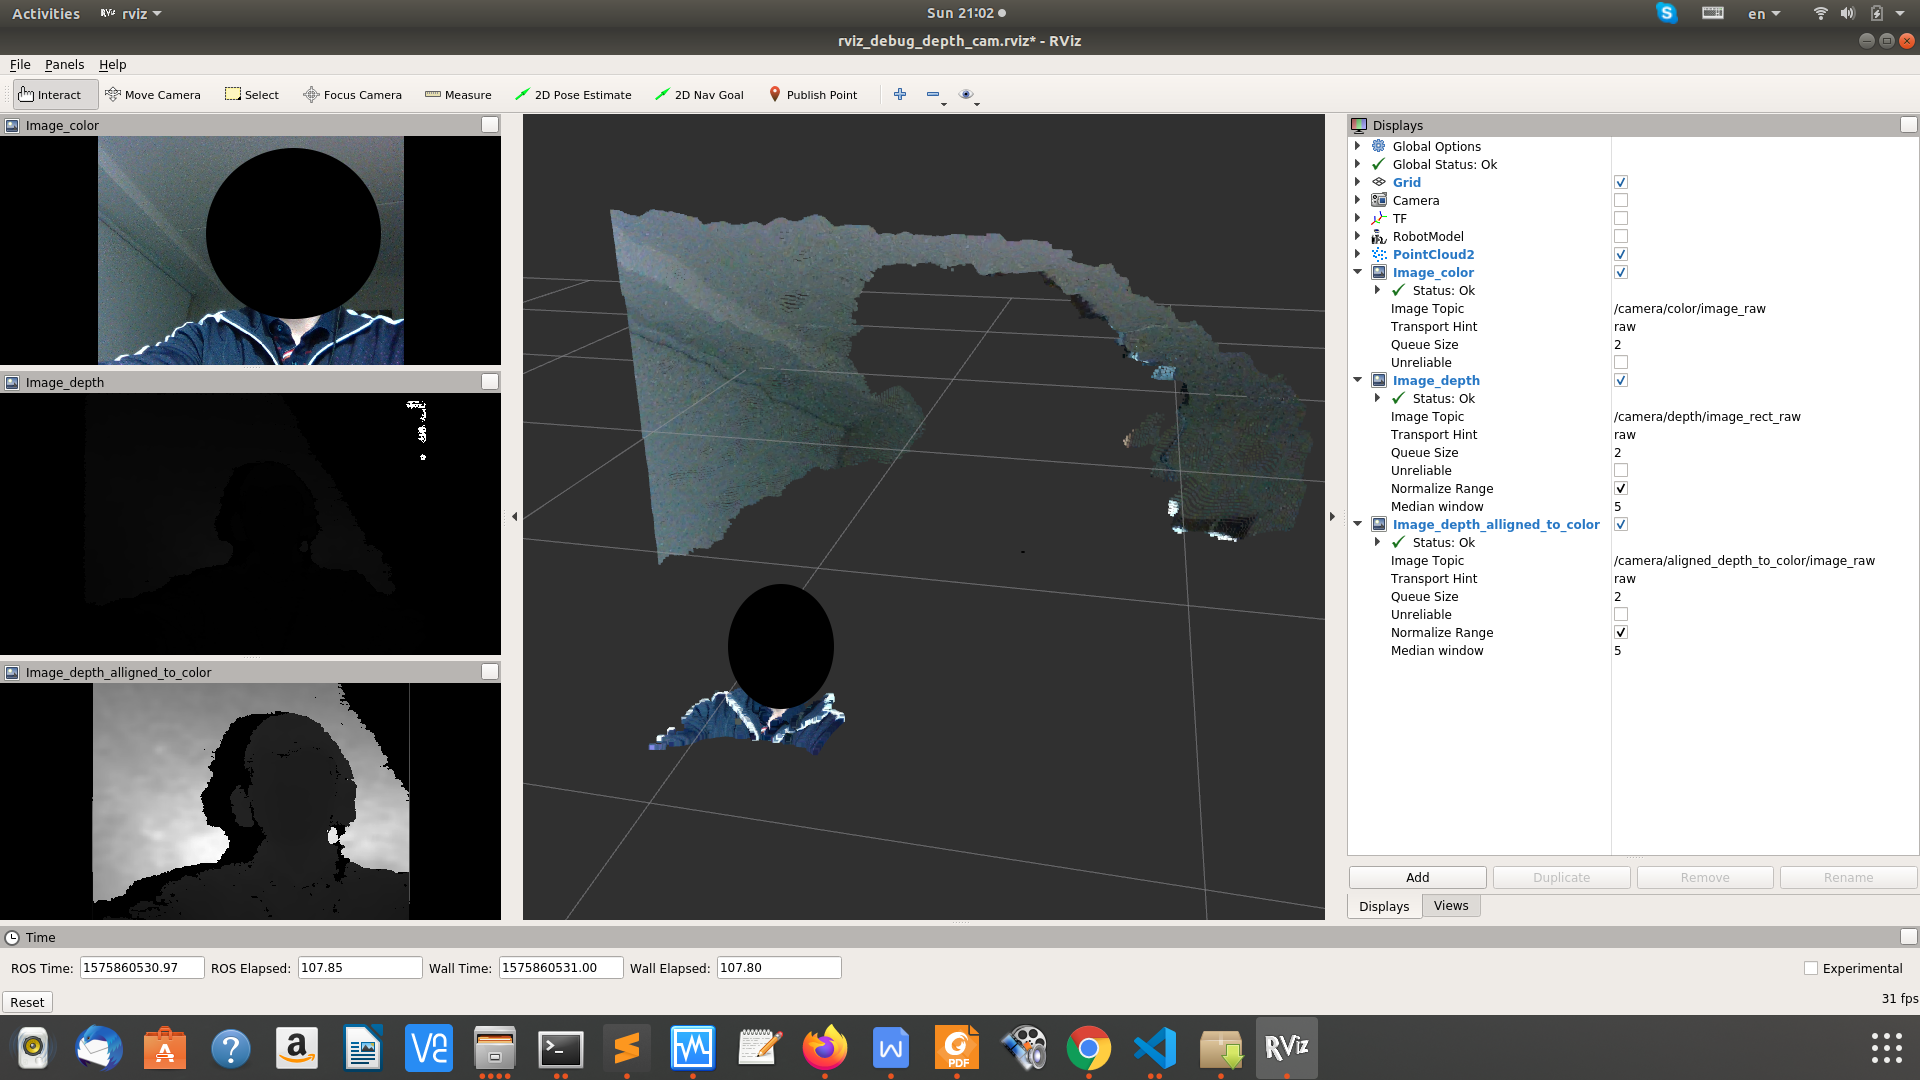 Activities
rviz
Sun 21:02
en
rviz_debug_depth_cam.rviz* - RViz
File Panels Help
Interact
Move Camera
Select
Focus Camera
Measure
2D Pose Estimate
2D Nav Goal
Publish Point
Image_color
Image_depth
Image_depth_alligned_to_color
Displays
Global Options
Global Status: Ok
Grid
Camera
TF
RobotModel
PointCloud2
Image_color
Status: Ok
Image Topic /camera/color/image_raw
Transport Hint raw
Queue Size 2
Unreliable
Image_depth
Status: Ok
Image Topic /camera/depth/image_rect_raw
Transport Hint raw
Queue Size 2
Unreliable
Normalize Range
Median window 5
Image_depth_alligned_to_color
Status: Ok
Image Topic /camera/aligned_depth_to_color/image_raw
Transport Hint raw
Queue Size 2
Unreliable
Normalize Range
Median window 5
Add Duplicate Remove Rename
Displays Views
Time
ROS Time: 1575860530.97 ROS Elapsed: 107.85 Wall Time: 1575860531.00 Wall Elapsed: 107.80
Experimental
Reset
31 fps
PDF
RViz